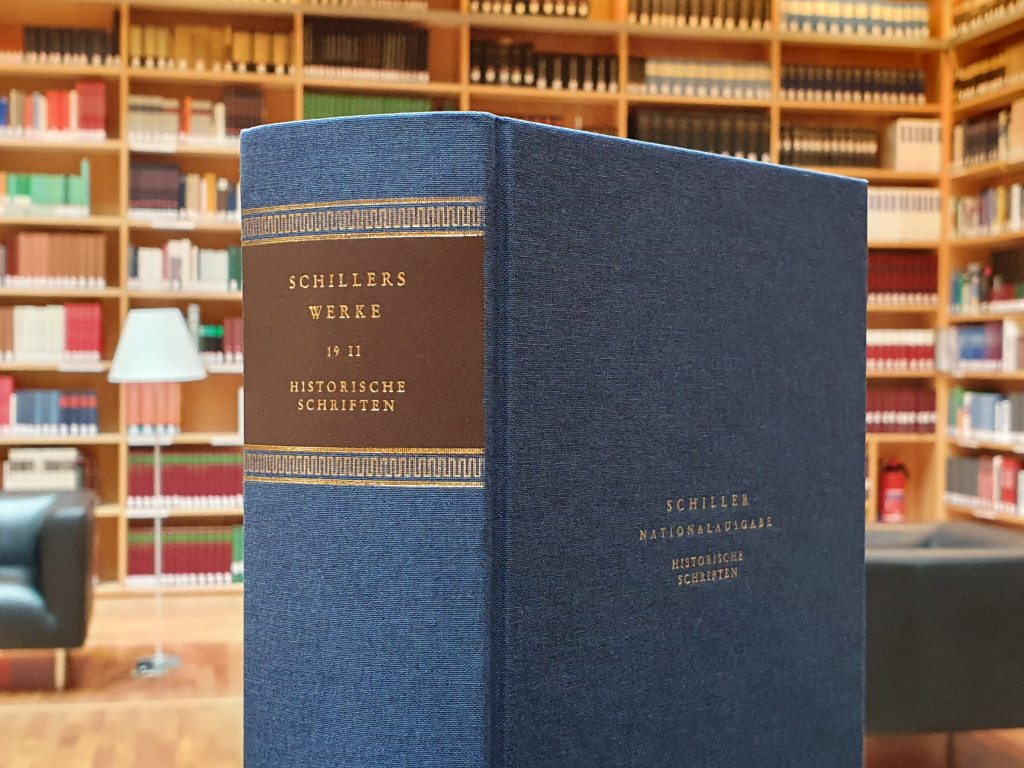 SCHILLERS
WERKE
19 II
HISTORISCHE
SCHRIFTEN
SCHILLER
NATIONALAUSGABE
HISTORISCHE
SCHRIFTEN